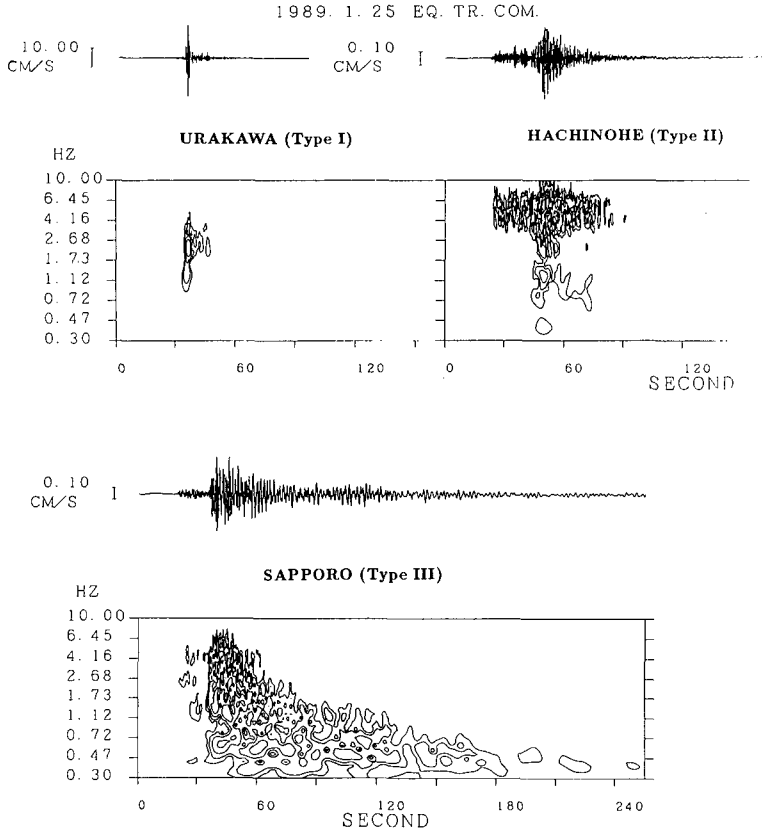 1989. 1.25 EQ. TR. COM.
10.00
CM/S
0.10
CM/S
URAKAWA (Type I)
HACHINOHE (Type II)
HZ
10.00
6.45
4.16
2.68
1.73
1.12
0.72
0.47
0.30
0 60 120
0 60 120
SECOND
0.10
CM/S
SAPPORO (Type III)
HZ
10.00
6.45
4.16
2.68
1.73
1.12
0.72
0.47
0.30
0 60 120 180 240
SECOND